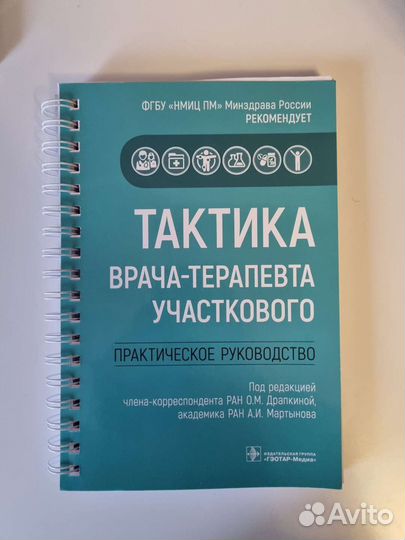 ФГБУ «НМИЦ ПМ» Минздрава России
РЕКОМЕНДУЕТ
ТАКТИКА
ВРАЧА-ТЕРАПЕВТА
УЧАСТКОВОГО
ПРАКТИЧЕСКОЕ РУКОВОДСТВО
Под редакцией
члена-корреспондента РАН О.М. Драпкиной,
академика РАН А.И. Мартынова
ИЗДАТЕЛЬСКАЯ ГРУППА
«ГЭОТАР-Медиа»
Avito